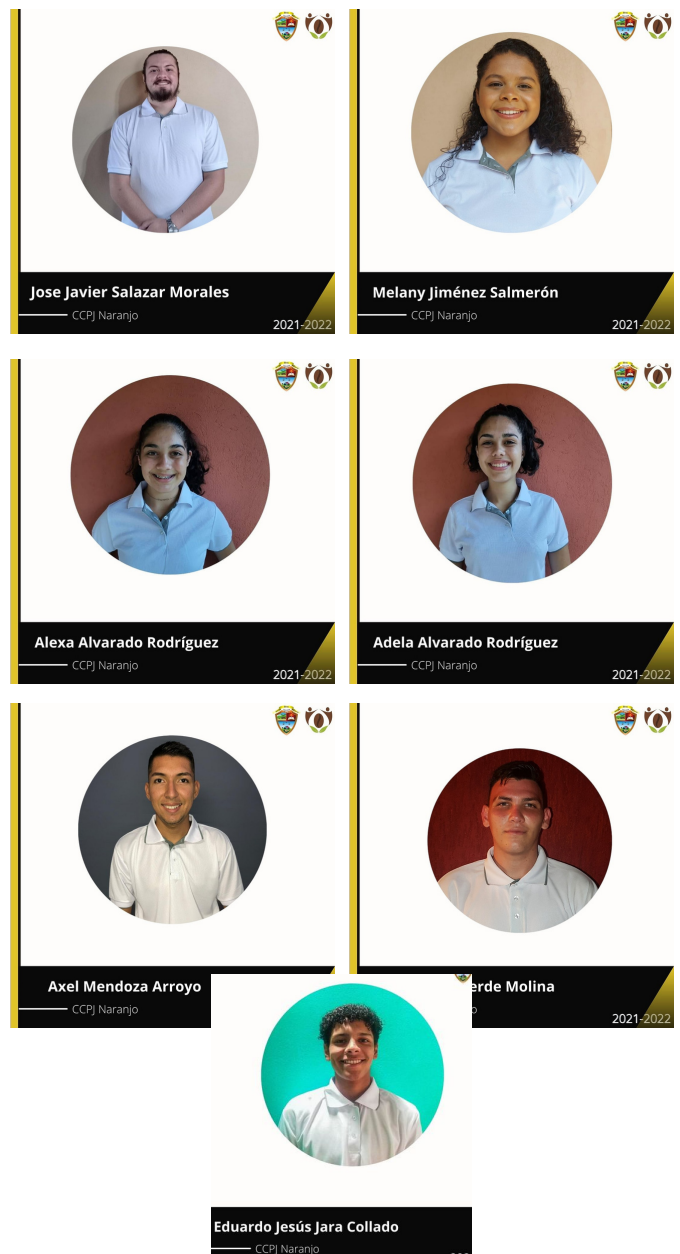 Jose Javier Salazar Morales
CCPJ Naranjo
2021-2022
Melany Jiménez Salmerón
CCPJ Naranjo
2021-2022
Alexa Alvarado Rodríguez
CCPJ Naranjo
2021-2022
Adela Alvarado Rodríguez
CCPJ Naranjo
2021-2022
Axel Mendoza Arroyo
CCPJ Naranjo
erde Molina
2021-2022
Eduardo Jesús Jara Collado
CCPJ Naranjo